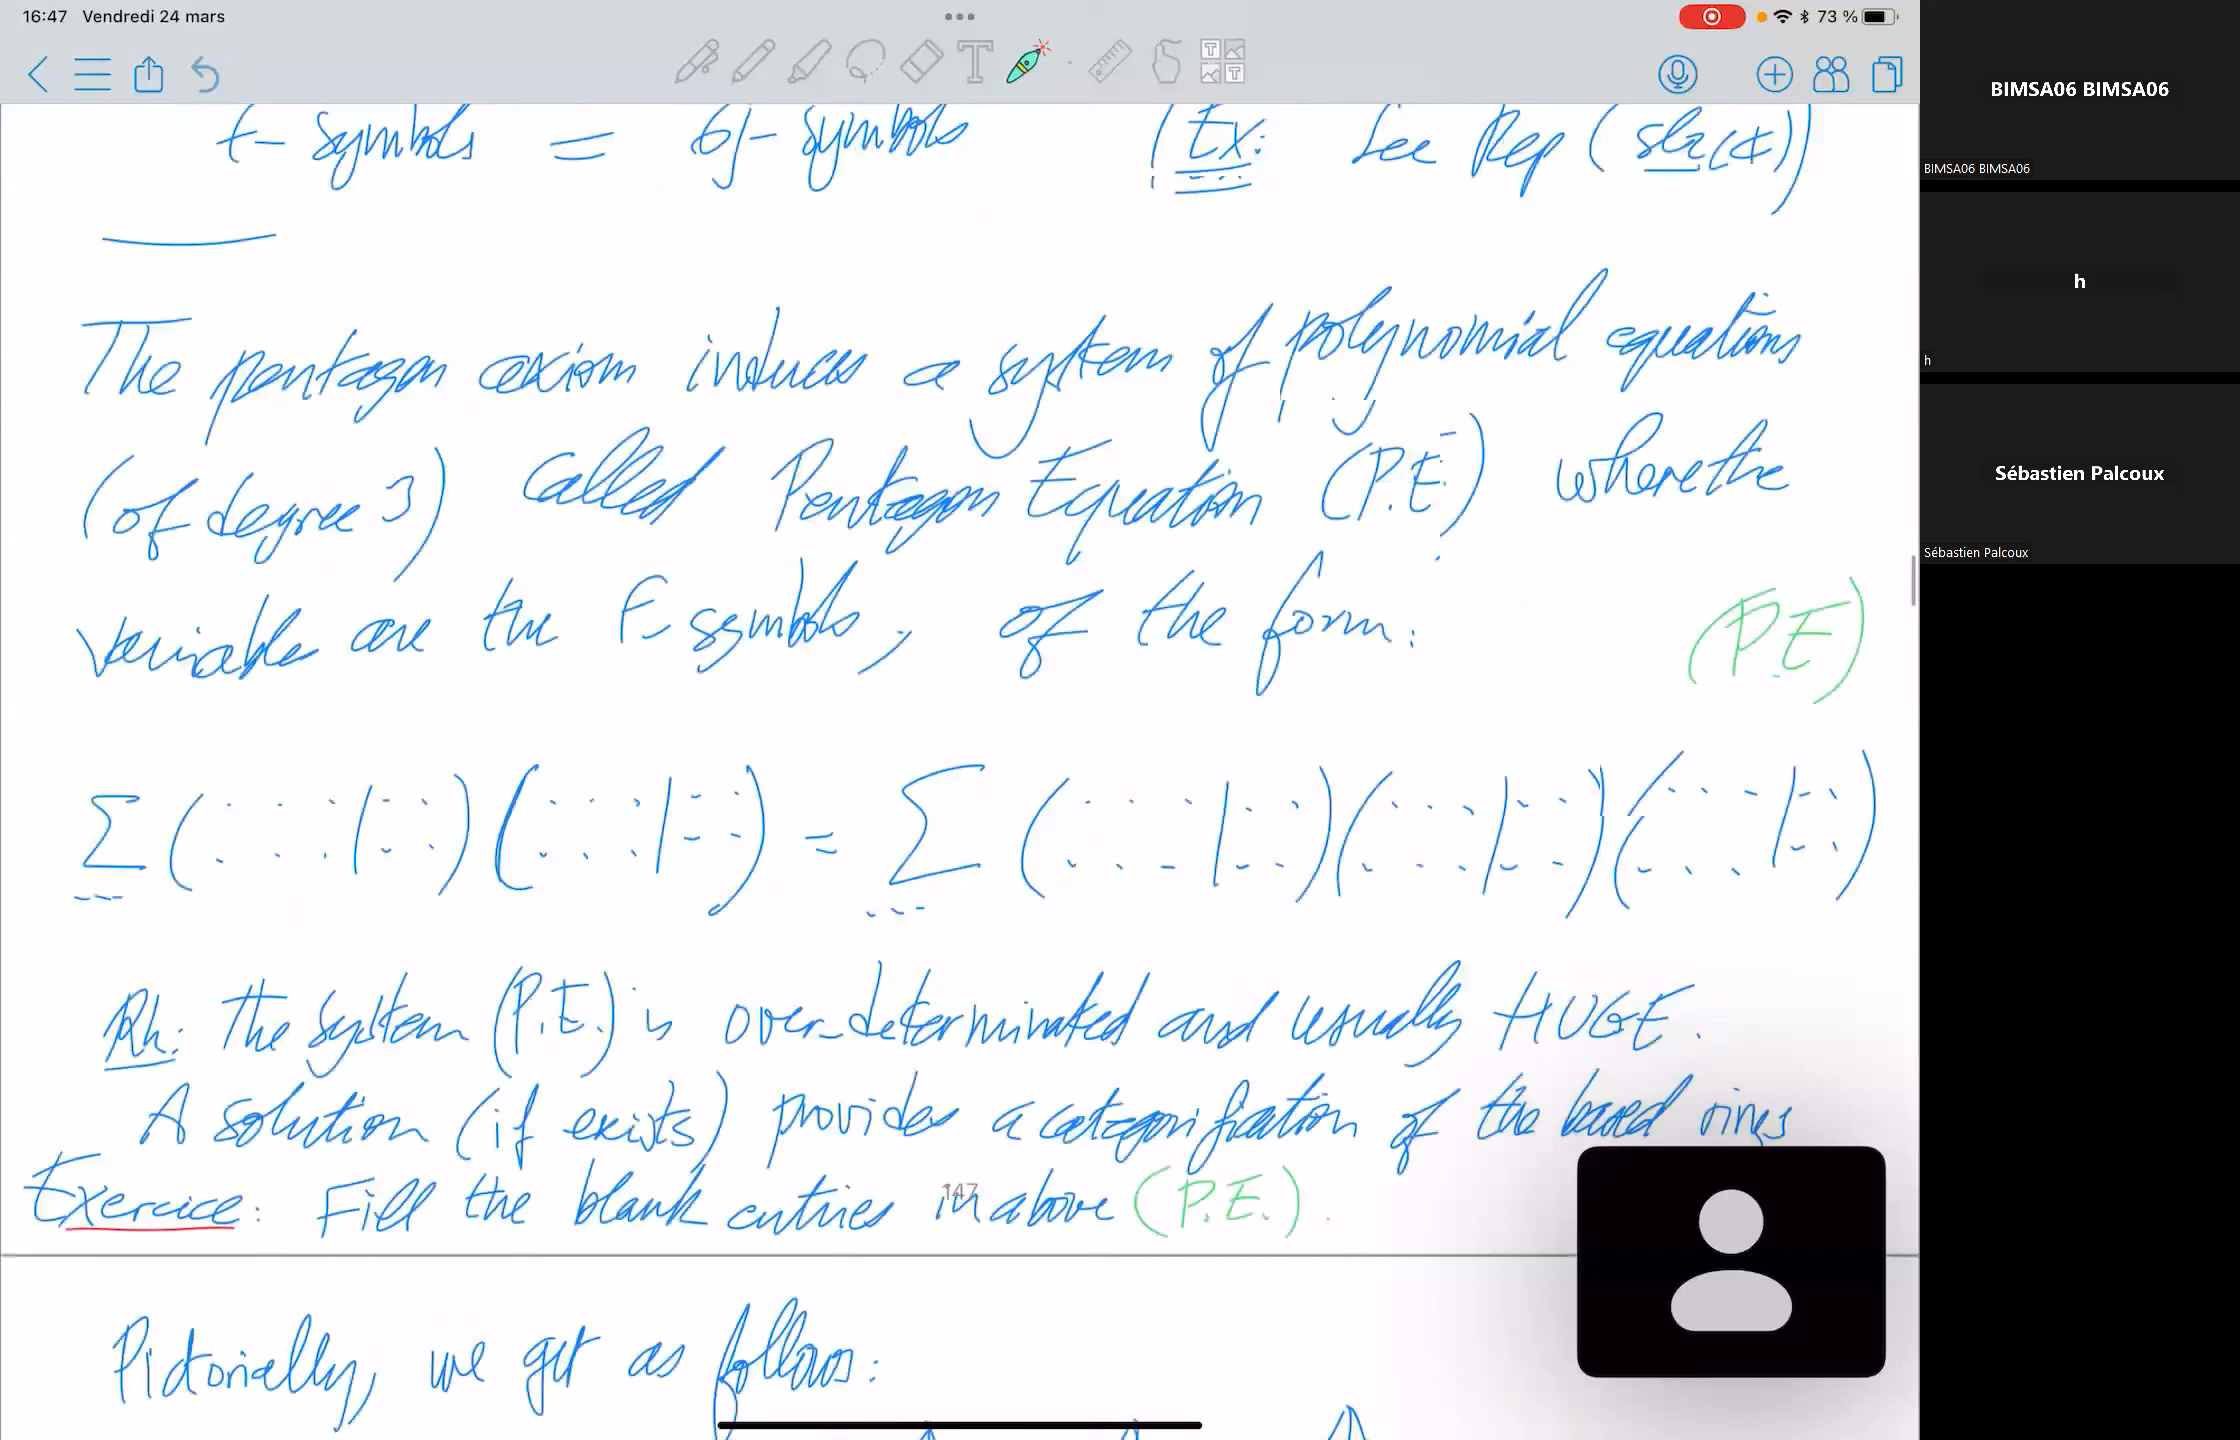 16:47 Vendredi 24 mars
73 %
F- symbols = 6j- symbols (Ex: see Rep(sl2(C))
The pentagon axiom induces a system of polynomial equations
(of degree 3) called Pentagon Equation (P.E) where the
variable are the F-symbols, of the form:
(P.E)
Σ ( | ) ( | ) = Σ ( | ) ( | ) ( | )
Rk: The system (P.E.) is over-determinated and usually HUGE.
A solution (if exists) provides a categorification of the based rings
Exercice: Fill the blank entries in above (P.E.).
147
Pictorially, we get as follows:
BIMSA06 BIMSA06
BIMSA06 BIMSA06
h
h
Sébastien Palcoux
Sébastien Palcoux